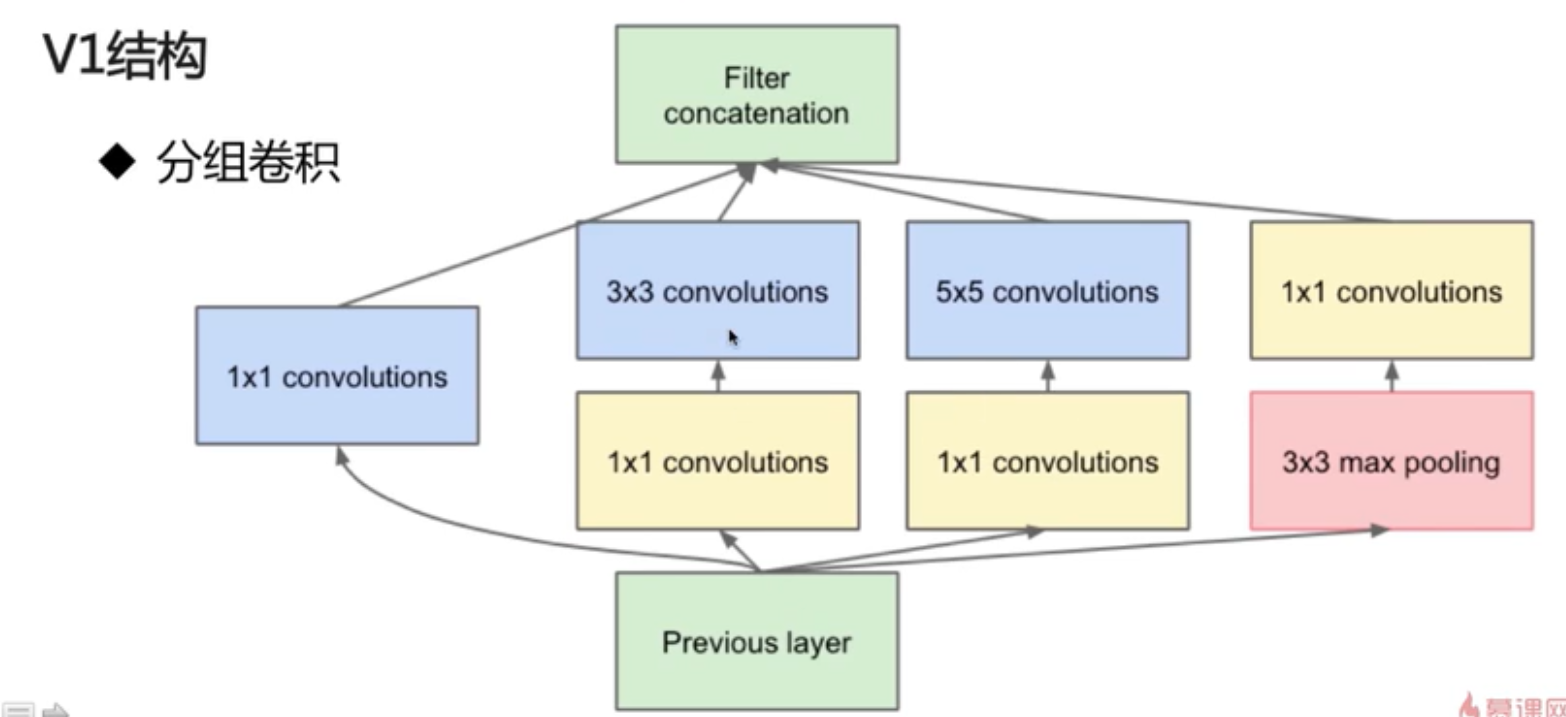 V1结构
◆ 分组卷积
Filter
concatenation
3x3 convolutions
5x5 convolutions
1x1 convolutions
1x1 convolutions
1x1 convolutions
1x1 convolutions
3x3 max pooling
Previous layer
慕课网